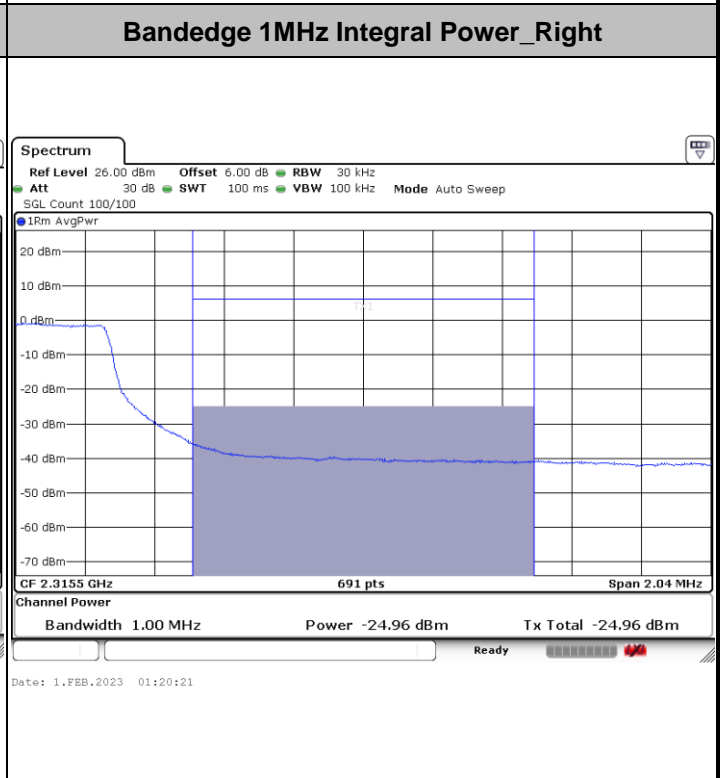 Bandedge 1MHz Integral Power_Right
Spectrum
Ref Level 26.00 dBm Offset 6.00 dB RBW 30 kHz
Att 30 dB SWT 100 ms VBW 100 kHz Mode Auto Sweep
SGL Count 100/100
1Rm AvgPwr
20 dBm
10 dBm
TX1
0 dBm
-10 dBm
-20 dBm
-30 dBm
-40 dBm
-50 dBm
-60 dBm
-70 dBm
CF 2.3155 GHz 691 pts Span 2.04 MHz
Channel Power
Bandwidth 1.00 MHz Power -24.96 dBm Tx Total -24.96 dBm
Ready
Date: 1.FEB.2023 01:20:21